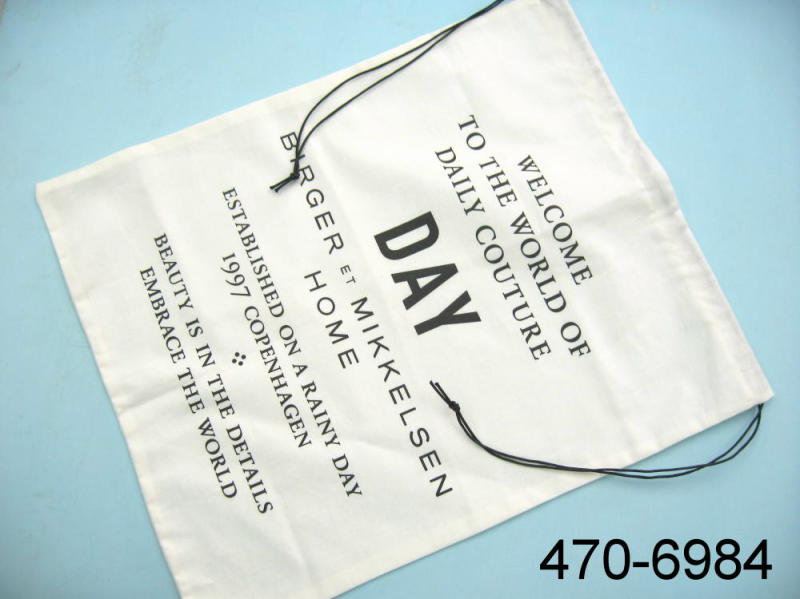 WELCOME
TO THE WORLD OF
DAILY COUTURE
DAY
BIRGER ET MIKKELSEN
HOME
ESTABLISHED ON A RAINY DAY
1997 COPENHAGEN
BEAUTY IS IN THE DETAILS
EMBRACE THE WORLD
470-6984